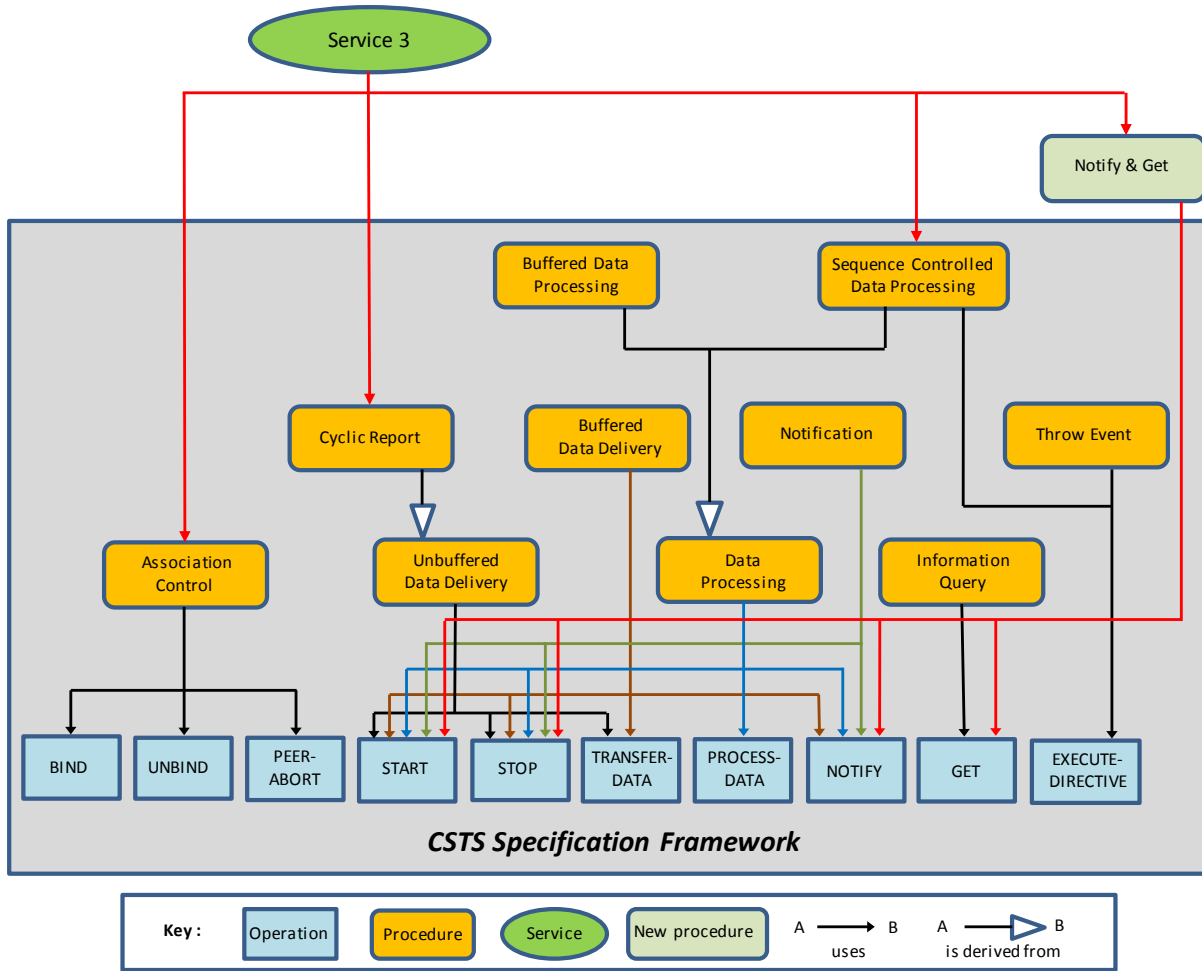 Service 3
Notify & Get
Buffered Data
Processing
Sequence Controlled
Data Processing
Cyclic Report
Buffered
Data Delivery
Notification
Throw Event
Association
Control
Unbuffered
Data Delivery
Data
Processing
Information
Query
BIND
UNBIND
PEER-
ABORT
START
STOP
TRANSFER-
DATA
PROCESS-
DATA
NOTIFY
GET
EXECUTE-
DIRECTIVE
CSTS Specification Framework
Key :
Operation
Procedure
Service
New procedure
A
B
uses
A
B
is derived from